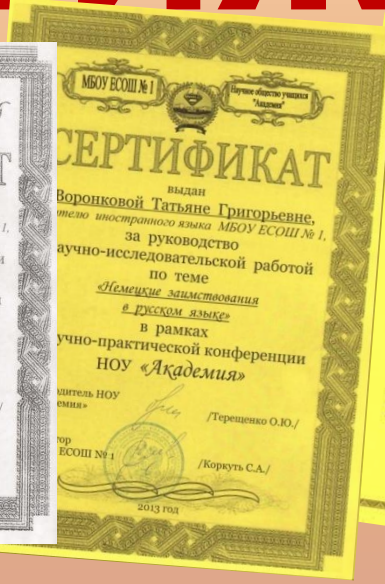 МБОУ ЕСОШ № 1
Научное общество учащихся
"Академия"
СЕРТИФИКАТ
выдан
Воронковой Татьяне Григорьевне,
ителю иностранного языка МБОУ ЕСОШ № 1,
за руководство
аучно-исследовательской работой
по теме
«Немецкие заимствования
в русском языке»
в рамках
учно-практической конференции
НОУ «Академия»
одитель НОУ
емия»
/Терещенко О.Ю./
тор
ЕСОШ № 1
/Коркуть С.А./
2013 год